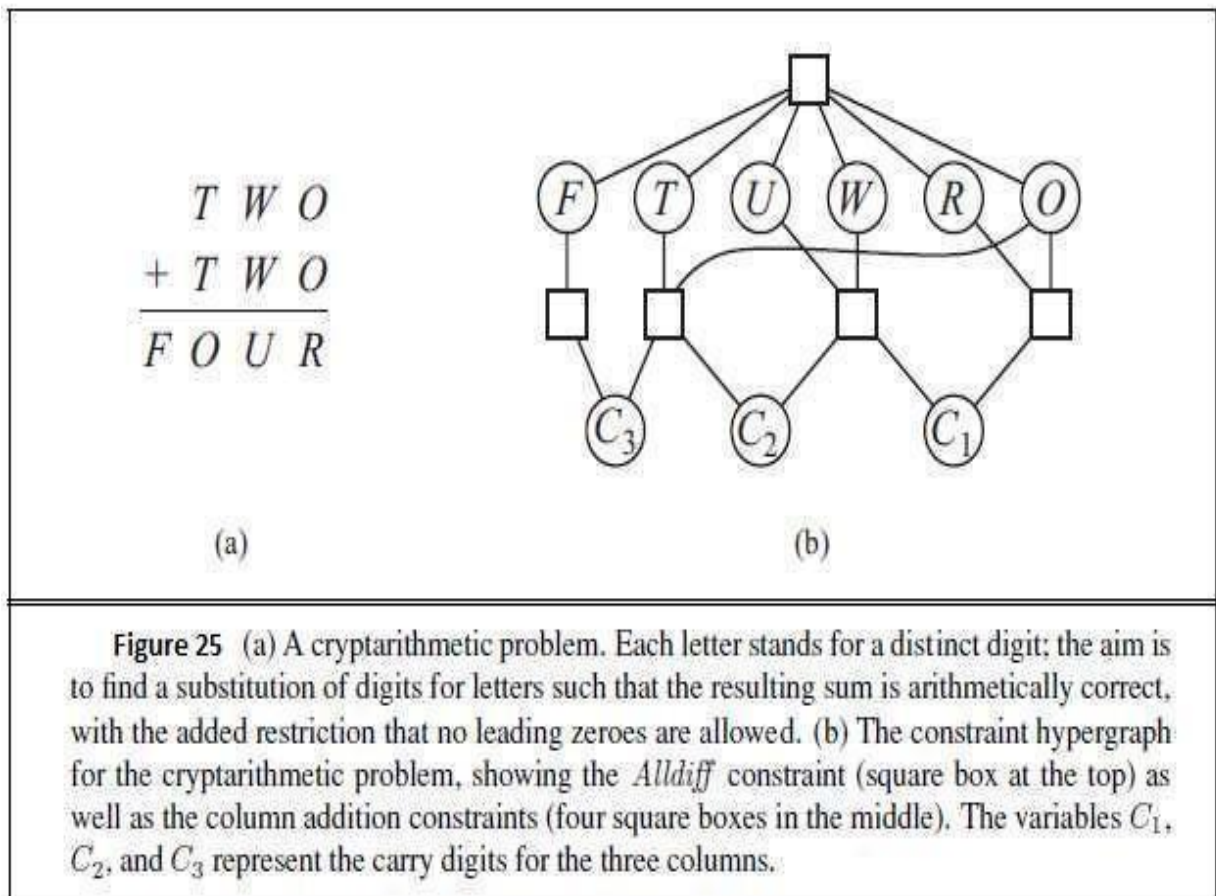 T W O
+ T W O
F O U R
(a)
F T U W R O
C3 C2 C1
(b)
Figure 25 (a) A cryptarithmetic problem. Each letter stands for a distinct digit; the aim is
to find a substitution of digits for letters such that the resulting sum is arithmetically correct,
with the added restriction that no leading zeroes are allowed. (b) The constraint hypergraph
for the cryptarithmetic problem, showing the Alldiff constraint (square box at the top) as
well as the column addition constraints (four square boxes in the middle). The variables C1,
C2, and C3 represent the carry digits for the three columns.